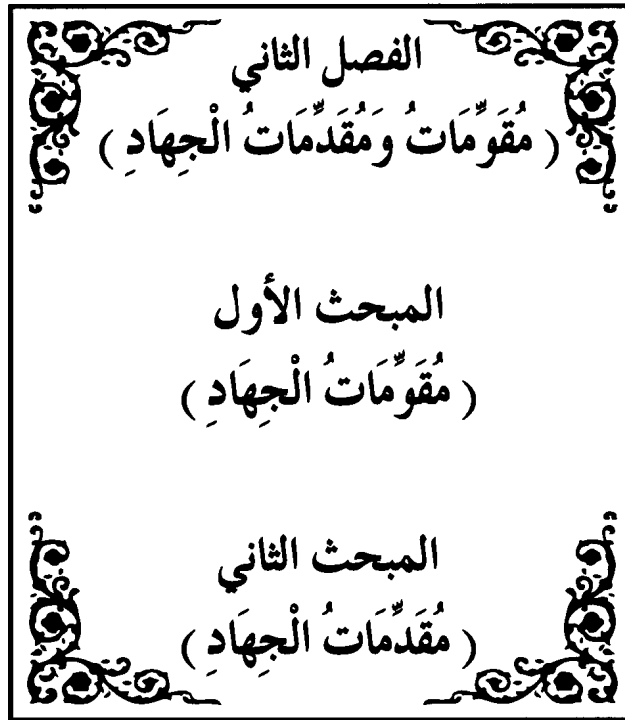 الفصل الثاني
( مُقَوِّمَاتُ وَمُقَدِّمَاتُ الْجِهَادِ )
المبحث الأول
( مُقَوِّمَاتُ الْجِهَادِ )
المبحث الثاني
( مُقَدِّمَاتُ الْجِهَادِ )